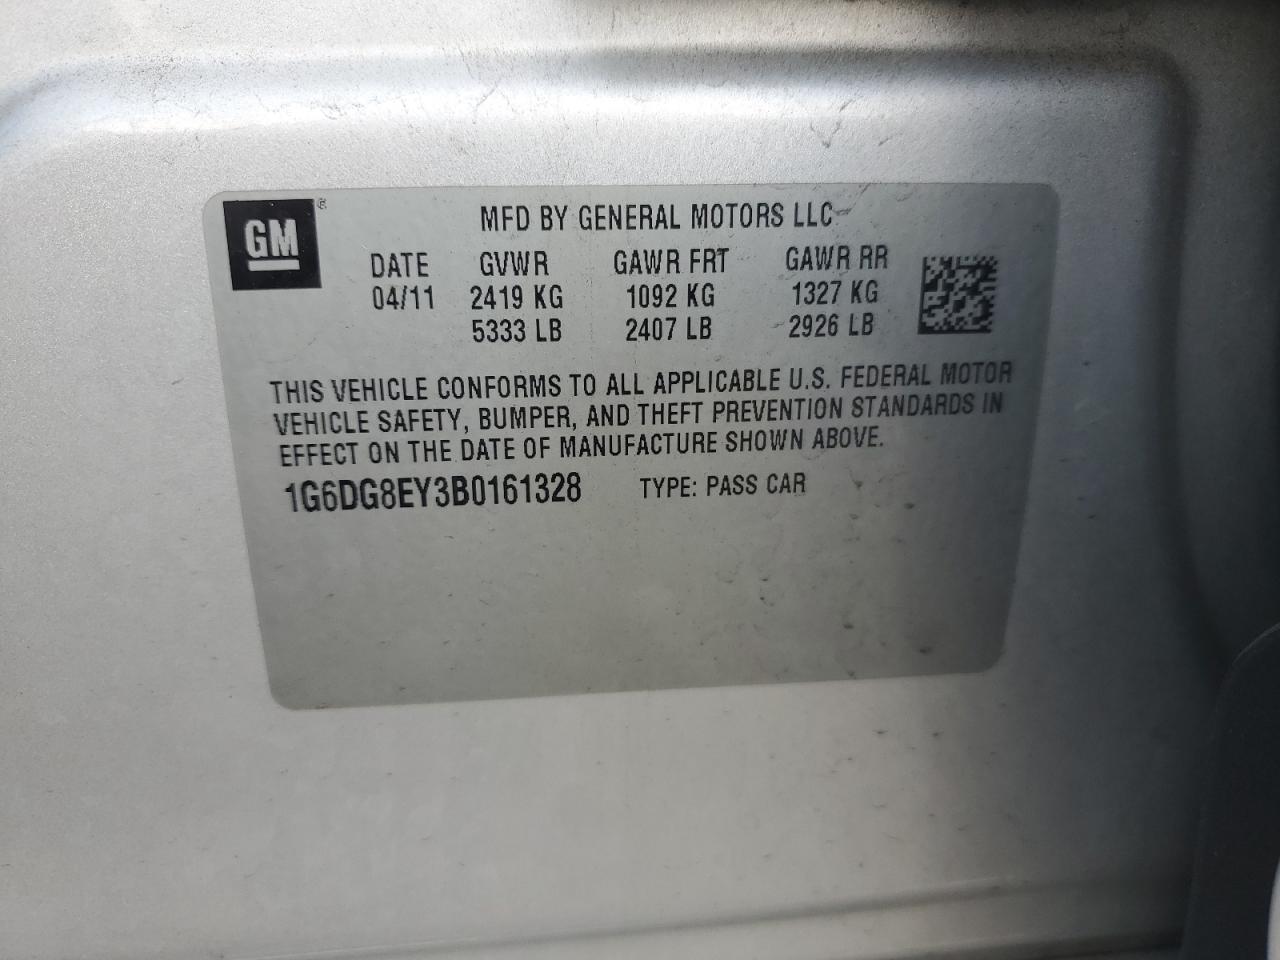 GM®
MFD BY GENERAL MOTORS LLC
DATE GVWR GAWR FRT GAWR RR
04/11 2419 KG 1092 KG 1327 KG
5333 LB 2407 LB 2926 LB
THIS VEHICLE CONFORMS TO ALL APPLICABLE U.S. FEDERAL MOTOR
VEHICLE SAFETY, BUMPER, AND THEFT PREVENTION STANDARDS IN
EFFECT ON THE DATE OF MANUFACTURE SHOWN ABOVE.
1G6DG8EY3B0161328 TYPE: PASS CAR